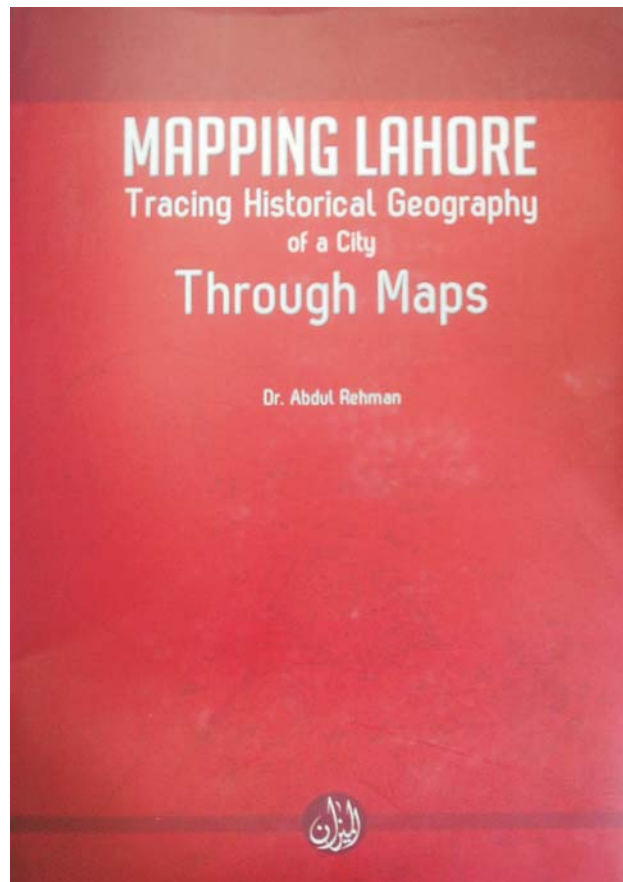 MAPPING LAHORE
Tracing Historical Geography
of a City
Through Maps
Dr. Abdul Rehman
المیزان